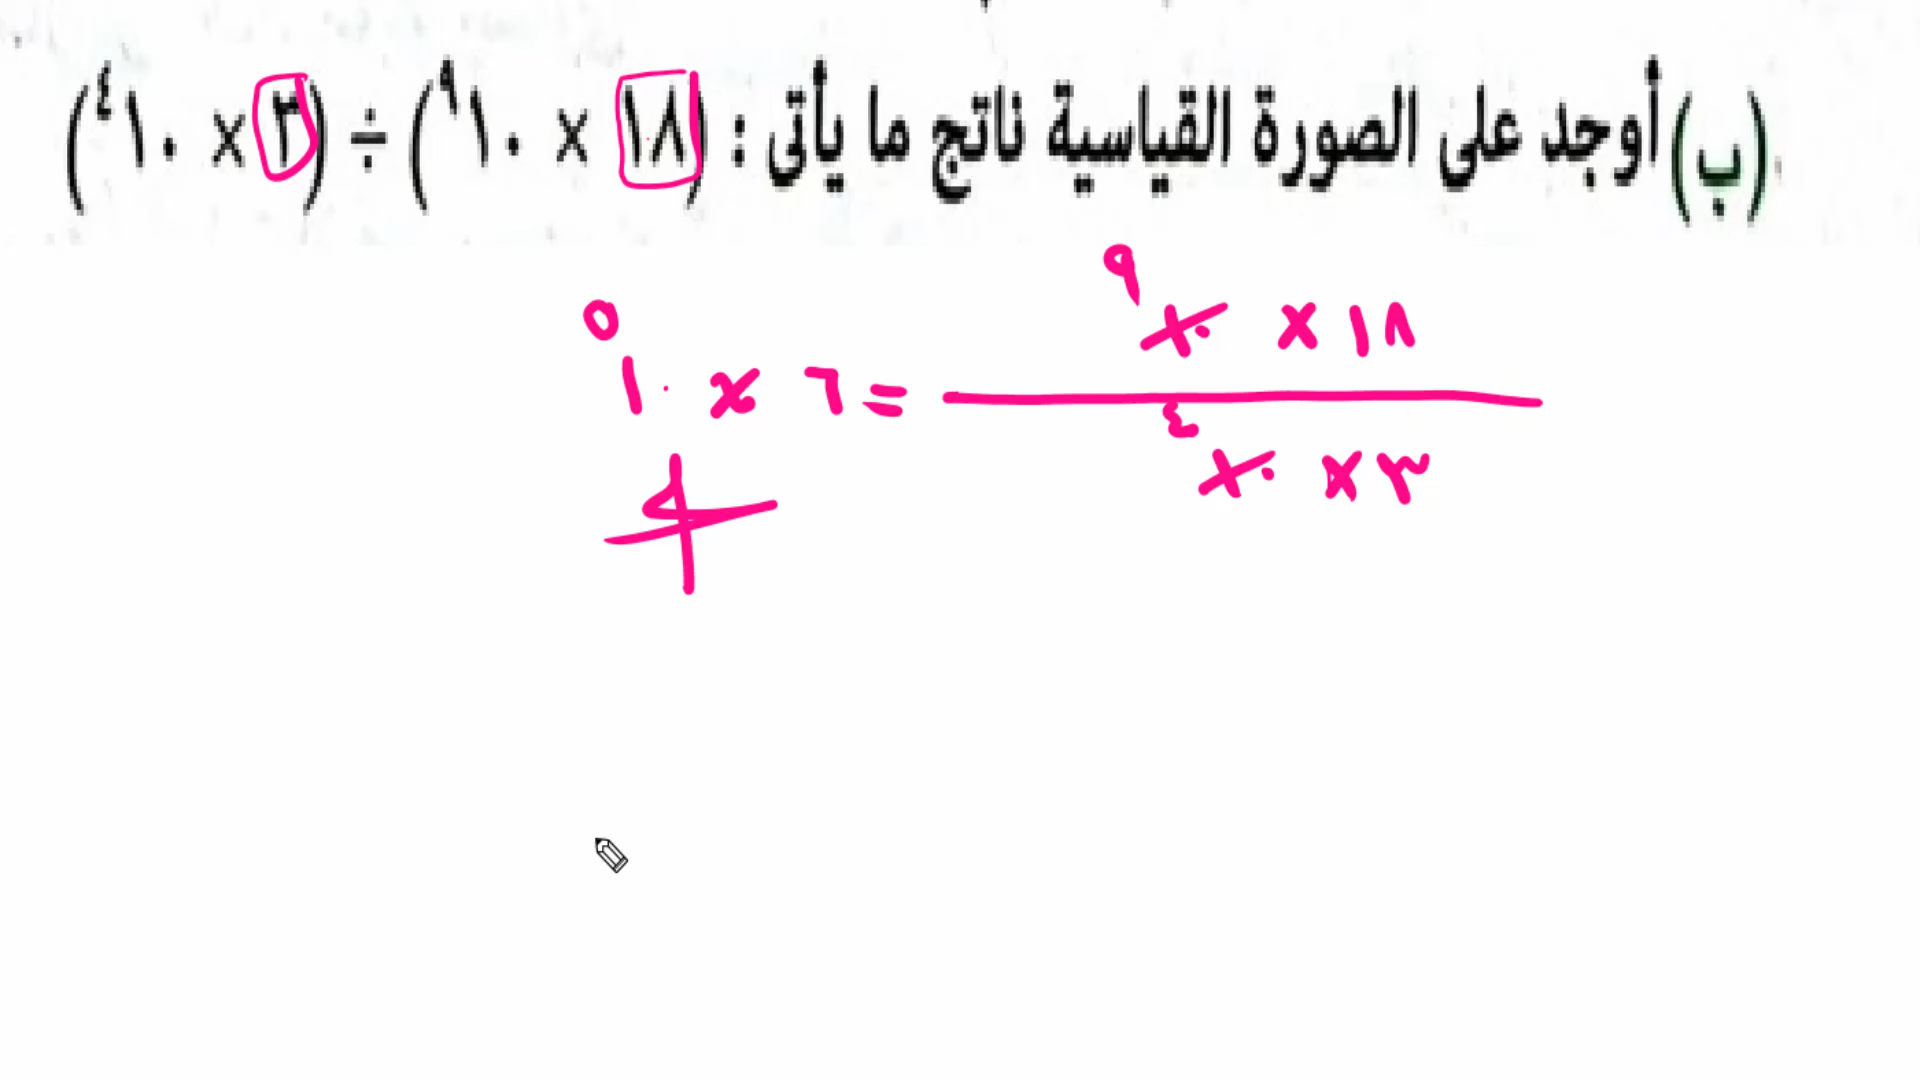 (ب) أوجد على الصورة القياسية ناتج ما يأتى : (١٨ × ١٠^٩) ÷ (٣ × ١٠^٤)
١٨ × ١٠^٩
= ٦ × ١٠^٥
٣ × ١٠^٤